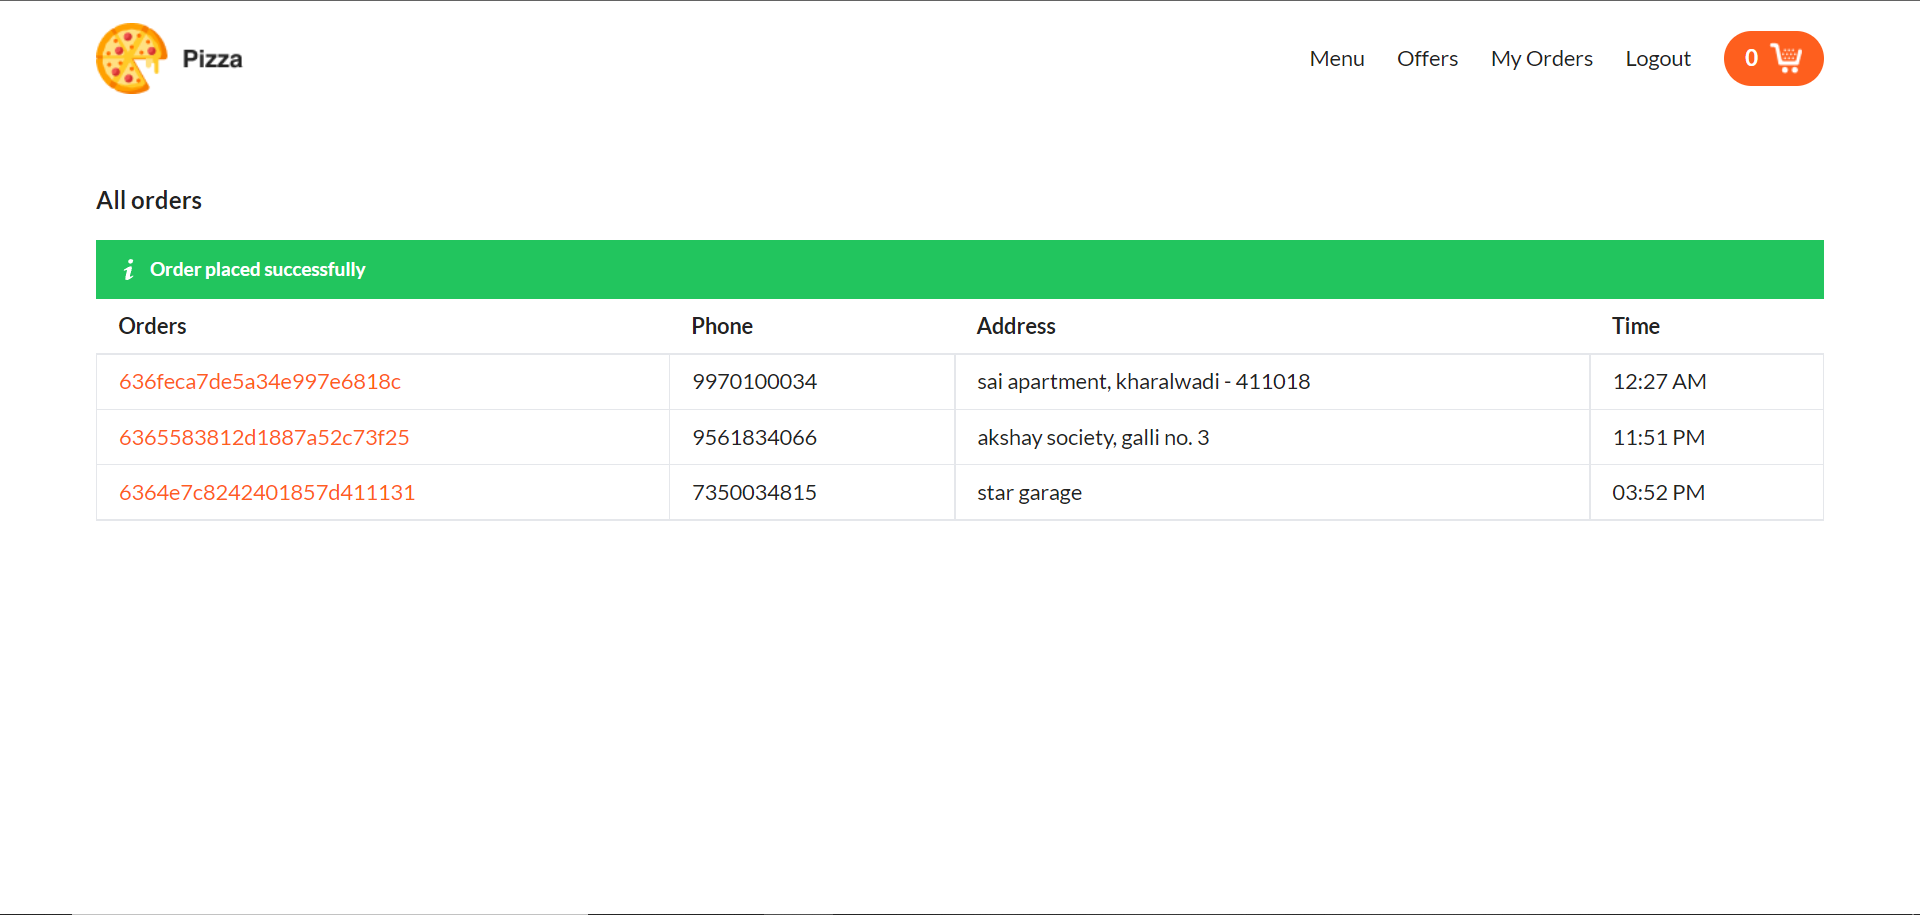 Pizza
Menu Offers My Orders Logout 0
All orders
i Order placed successfully
Orders Phone Address Time
636feca7de5a34e997e6818c 9970100034 sai apartment, kharalwadi - 411018 12:27 AM
6365583812d1887a52c73f25 9561834066 akshay society, galli no. 3 11:51 PM
6364e7c8242401857d411131 7350034815 star garage 03:52 PM